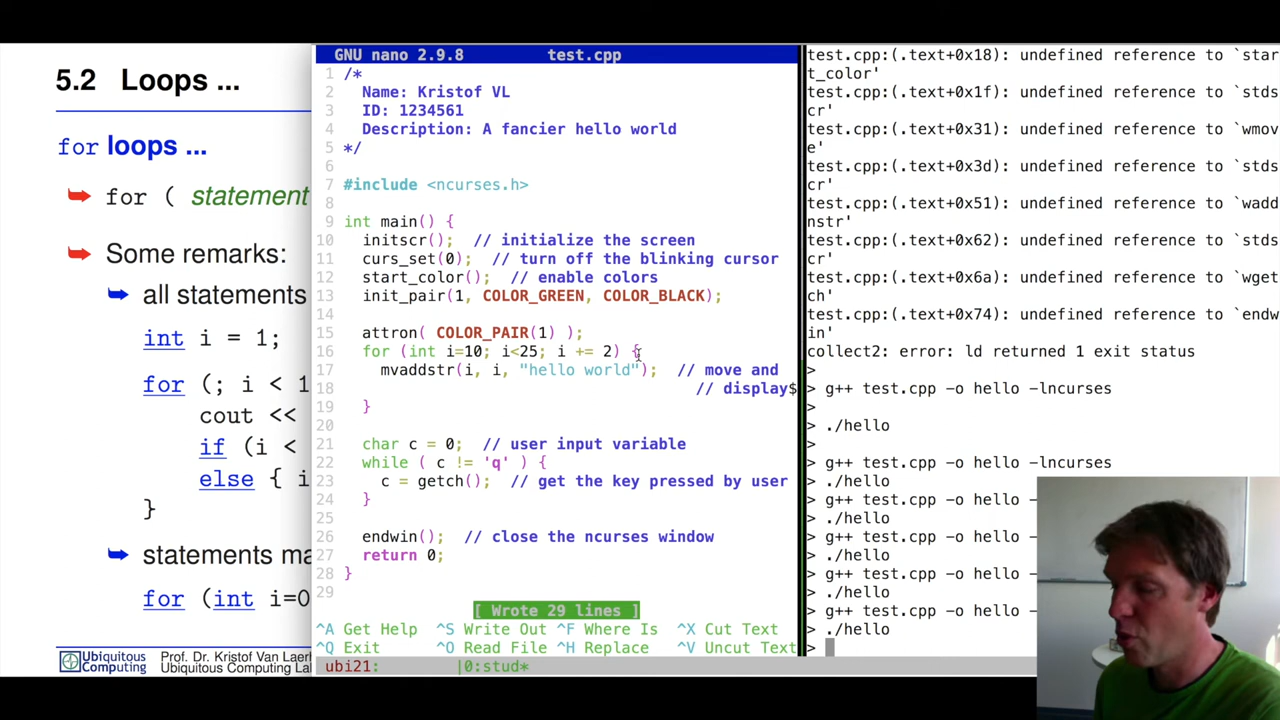 5.2 Loops ...
for loops ...
for ( statement
Some remarks:
all statements
int i = 1;
for (; i <
cout <<
if (i <
else { i
}
statements ma
for (int i=0
Ubiquitous
Computing
Prof. Dr. Kristof Van Laerh
Ubiquitous Computing La
GNU nano 2.9.8 test.cpp
1 /*
2 Name: Kristof VL
3 ID: 1234561
4 Description: A fancier hello world
5 */
6
7 #include <ncurses.h>
8
9 int main() {
10 initscr(); // initialize the screen
11 curs_set(0); // turn off the blinking cursor
12 start_color(); // enable colors
13 init_pair(1, COLOR_GREEN, COLOR_BLACK);
14
15 attron( COLOR_PAIR(1) );
16 for (int i=10; i<25; i += 2) {
17 mvaddstr(i, i, "hello world"); // move and
18 // display$
19 }
20
21 char c = 0; // user input variable
22 while ( c != 'q' ) {
23 c = getch(); // get the key pressed by user
24 }
25
26 endwin(); // close the ncurses window
27 return 0;
28 }
29
[ Wrote 29 lines ]
^A Get Help ^S Write Out ^F Where Is ^X Cut Text
^Q Exit ^O Read File ^H Replace ^V Uncut Text
ubi21: |0:stud*
test.cpp:(.text+0x18): undefined reference to `star
t_color'
test.cpp:(.text+0x1f): undefined reference to `stds
cr'
test.cpp:(.text+0x31): undefined reference to `wmov
e'
test.cpp:(.text+0x3d): undefined reference to `stds
cr'
test.cpp:(.text+0x51): undefined reference to `wadd
nstr'
test.cpp:(.text+0x62): undefined reference to `stds
cr'
test.cpp:(.text+0x6a): undefined reference to `wget
ch'
test.cpp:(.text+0x74): undefined reference to `endw
in'
collect2: error: ld returned 1 exit status
>
> g++ test.cpp -o hello -lncurses
>
> ./hello
>
> g++ test.cpp -o hello -lncurses
> ./hello
> g++ test.cpp -o hello -
> ./hello
> g++ test.cpp -o hello -
> ./hello
> g++ test.cpp -o hello -
> ./hello
> g++ test.cpp -o hello -
> ./hello
>